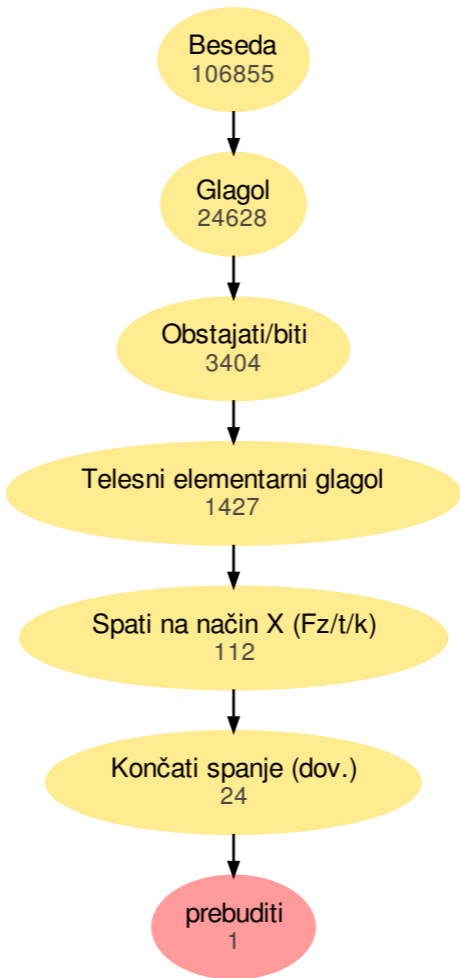 Beseda
106855
Glagol
24628
Obstajati/biti
3404
Telesni elementarni glagol
1427
Spati na način X (Fz/t/k)
112
Končati spanje (dov.)
24
prebuditi
1